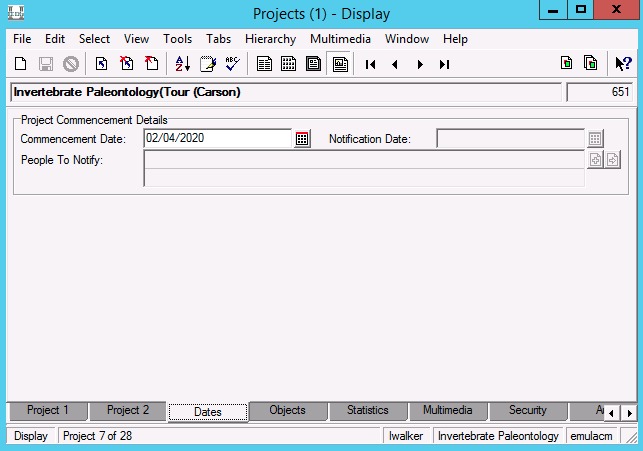 Projects (1) - Display
File Edit Select View Tools Tabs Hierarchy Multimedia Window Help
Invertebrate Paleontology(Tour (Carson) 651
Project Commencement Details
Commencement Date: 02/04/2020 Notification Date:
People To Notify:
Project 1 Project 2 Dates Objects Statistics Multimedia Security
Display Project 7 of 28 lwalker Invertebrate Paleontology emulacm